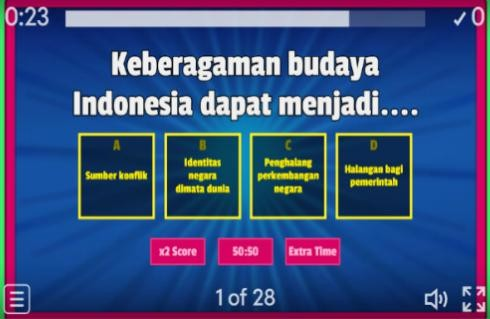 0:23
✓0
Keberagaman budaya
Indonesia dapat menjadi....
A
Sumber konflik
B
Identitas
negara
dimata dunia
C
Penghalang
perkembangan
negara
D
Halangan bagi
pemerintah
x2 Score
50:50
Extra Time
1 of 28